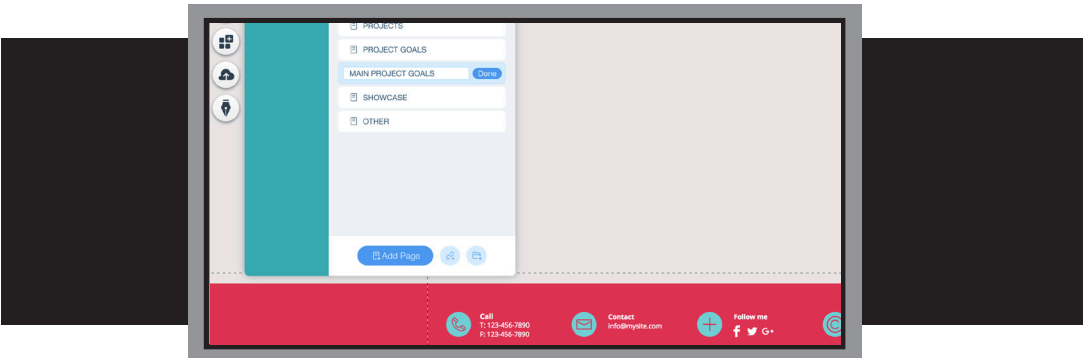 PROJECTS
PROJECT GOALS
MAIN PROJECT GOALS Done
SHOWCASE
OTHER
Add Page
Call
T: 123-456-7890
F: 123-456-7890
Contact
info@mysite.com
Follow me
G+